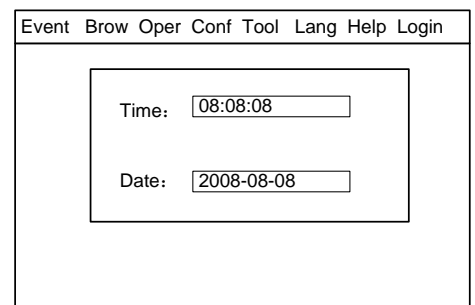 Event Brow Oper Conf Tool Lang Help Login
Time： 08:08:08
Date： 2008-08-08